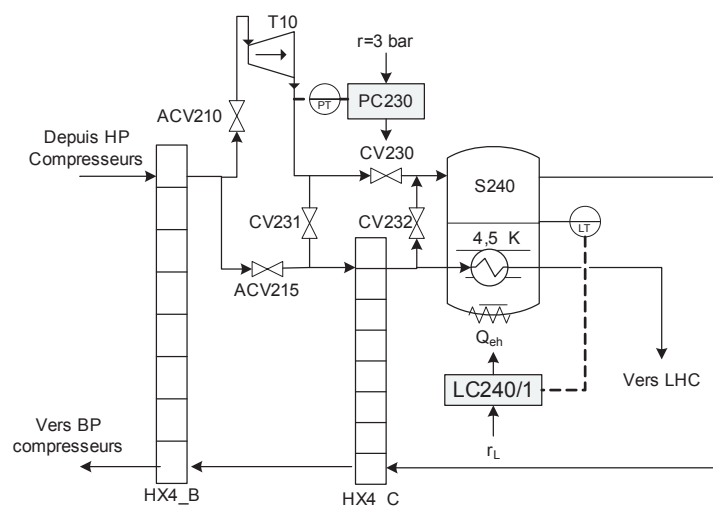 T10
r=3 bar
PT
PC230
ACV210
Depuis HP
Compresseurs
CV230
S240
CV231
CV232
LT
4,5 K
ACV215
Qeh
LC240/1
Vers LHC
Vers BP
compresseurs
rL
HX4_B
HX4_C